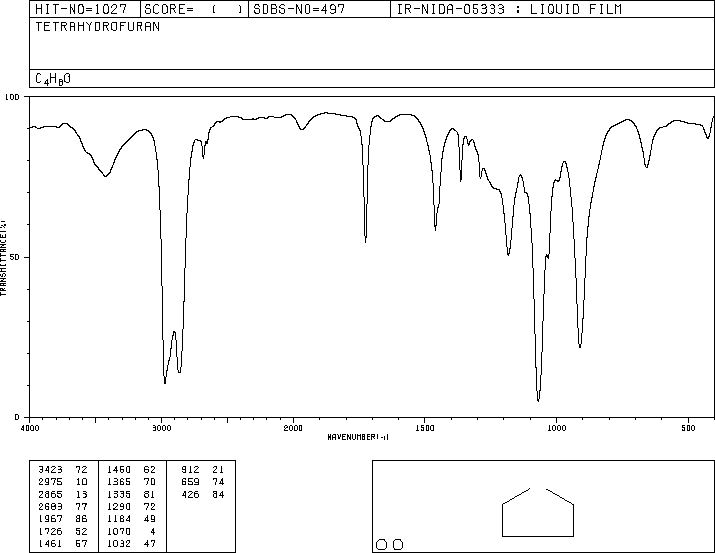 HIT-NO=1027 SCORE= ( ) SDBS-NO=497 IR-NIDA-05333 : LIQUID FILM
TETRAHYDROFURAN
C4H8O
100
50
0
TRANSMITTANCE(%)
4000 3000 2000 1500 1000 500
WAVENUMBER(-1)
3423 72 1460 62 912 21
2975 10 1365 70 659 74
2865 13 1335 81 426 84
2683 77 1290 72
1967 86 1184 49
1726 52 1070 4
1461 57 1032 47
O O